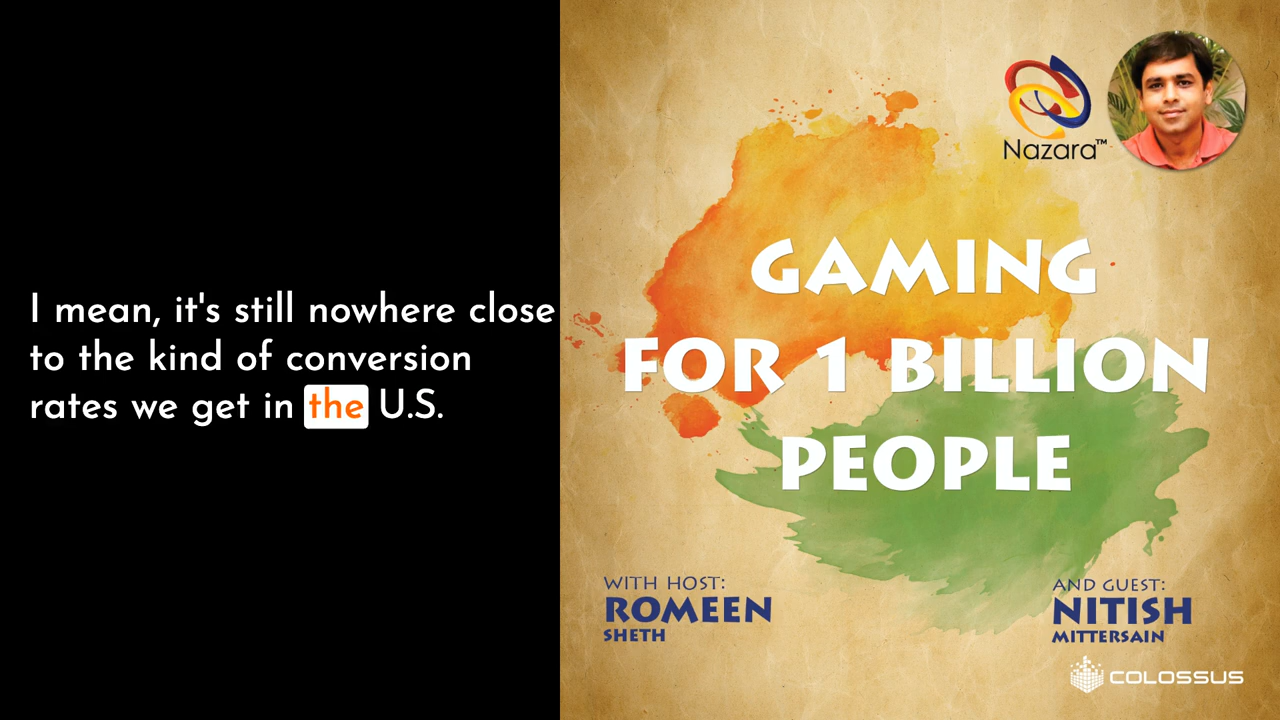 I mean, it's still nowhere close
to the kind of conversion
rates we get in the U.S.
Nazara™
GAMING
FOR 1 BILLION
PEOPLE
WITH HOST:
ROMEEN
SHETH
AND GUEST:
NITISH
MITTERSAIN
COLOSSUS